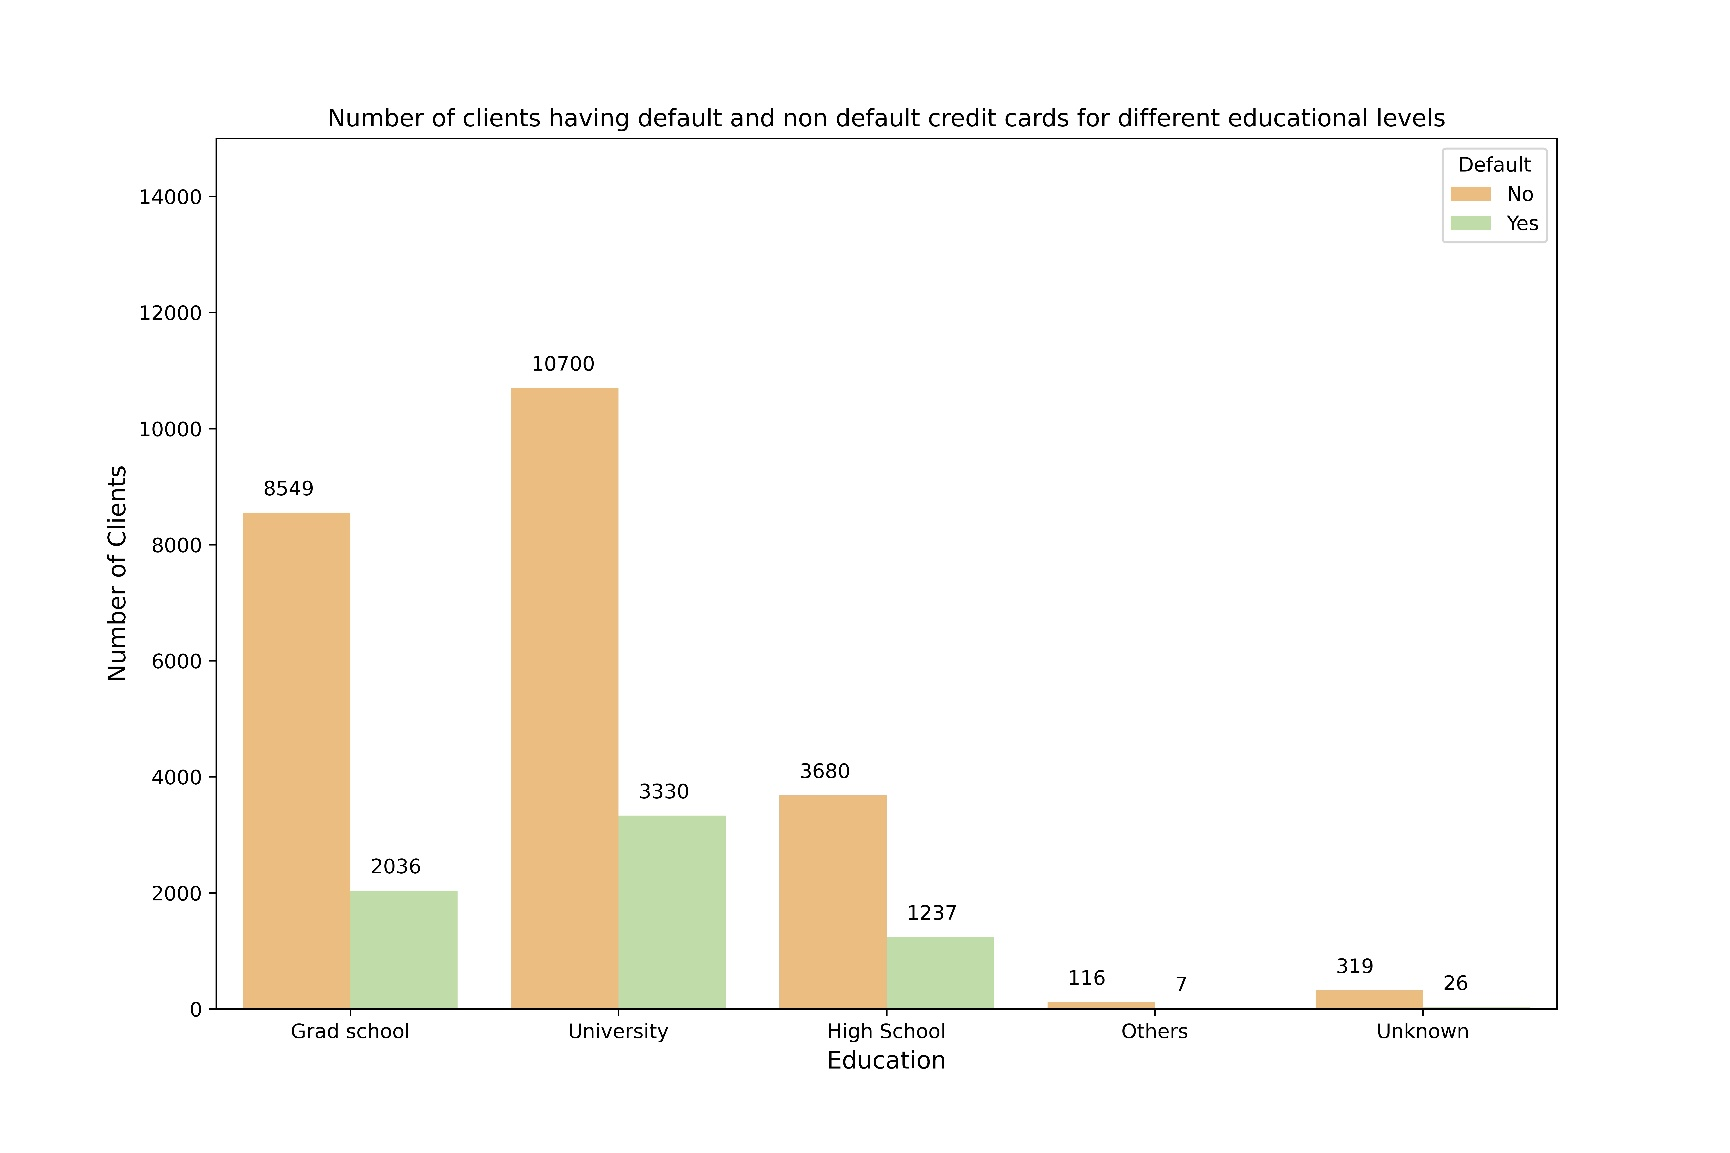 Number of clients having default and non default credit cards for different educational levels
Default
No
Yes
14000
12000
10000
8000
6000
4000
2000
0
Number of Clients
8549
2036
10700
3330
3680
1237
116
7
319
26
Grad school
University
High School
Others
Unknown
Education